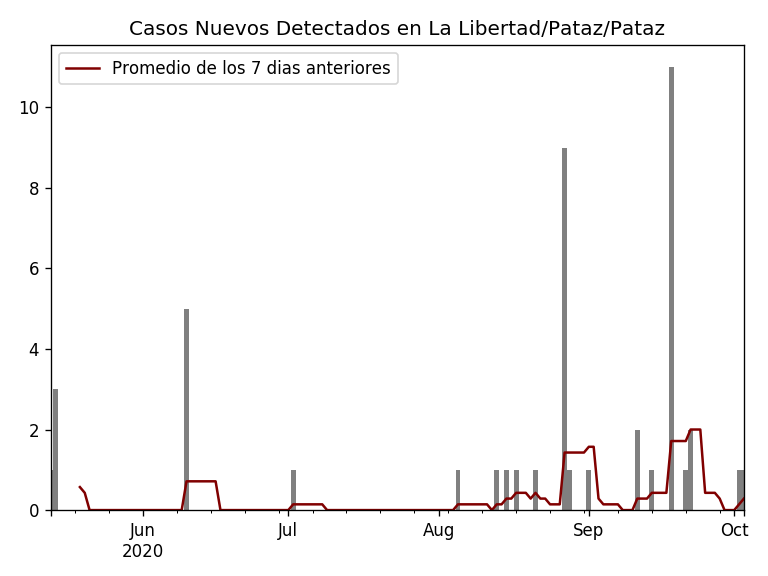 Casos Nuevos Detectados en La Libertad/Pataz/Pataz
Promedio de los 7 dias anteriores
10
8
6
4
2
0
Jun Jul Aug Sep Oct
2020